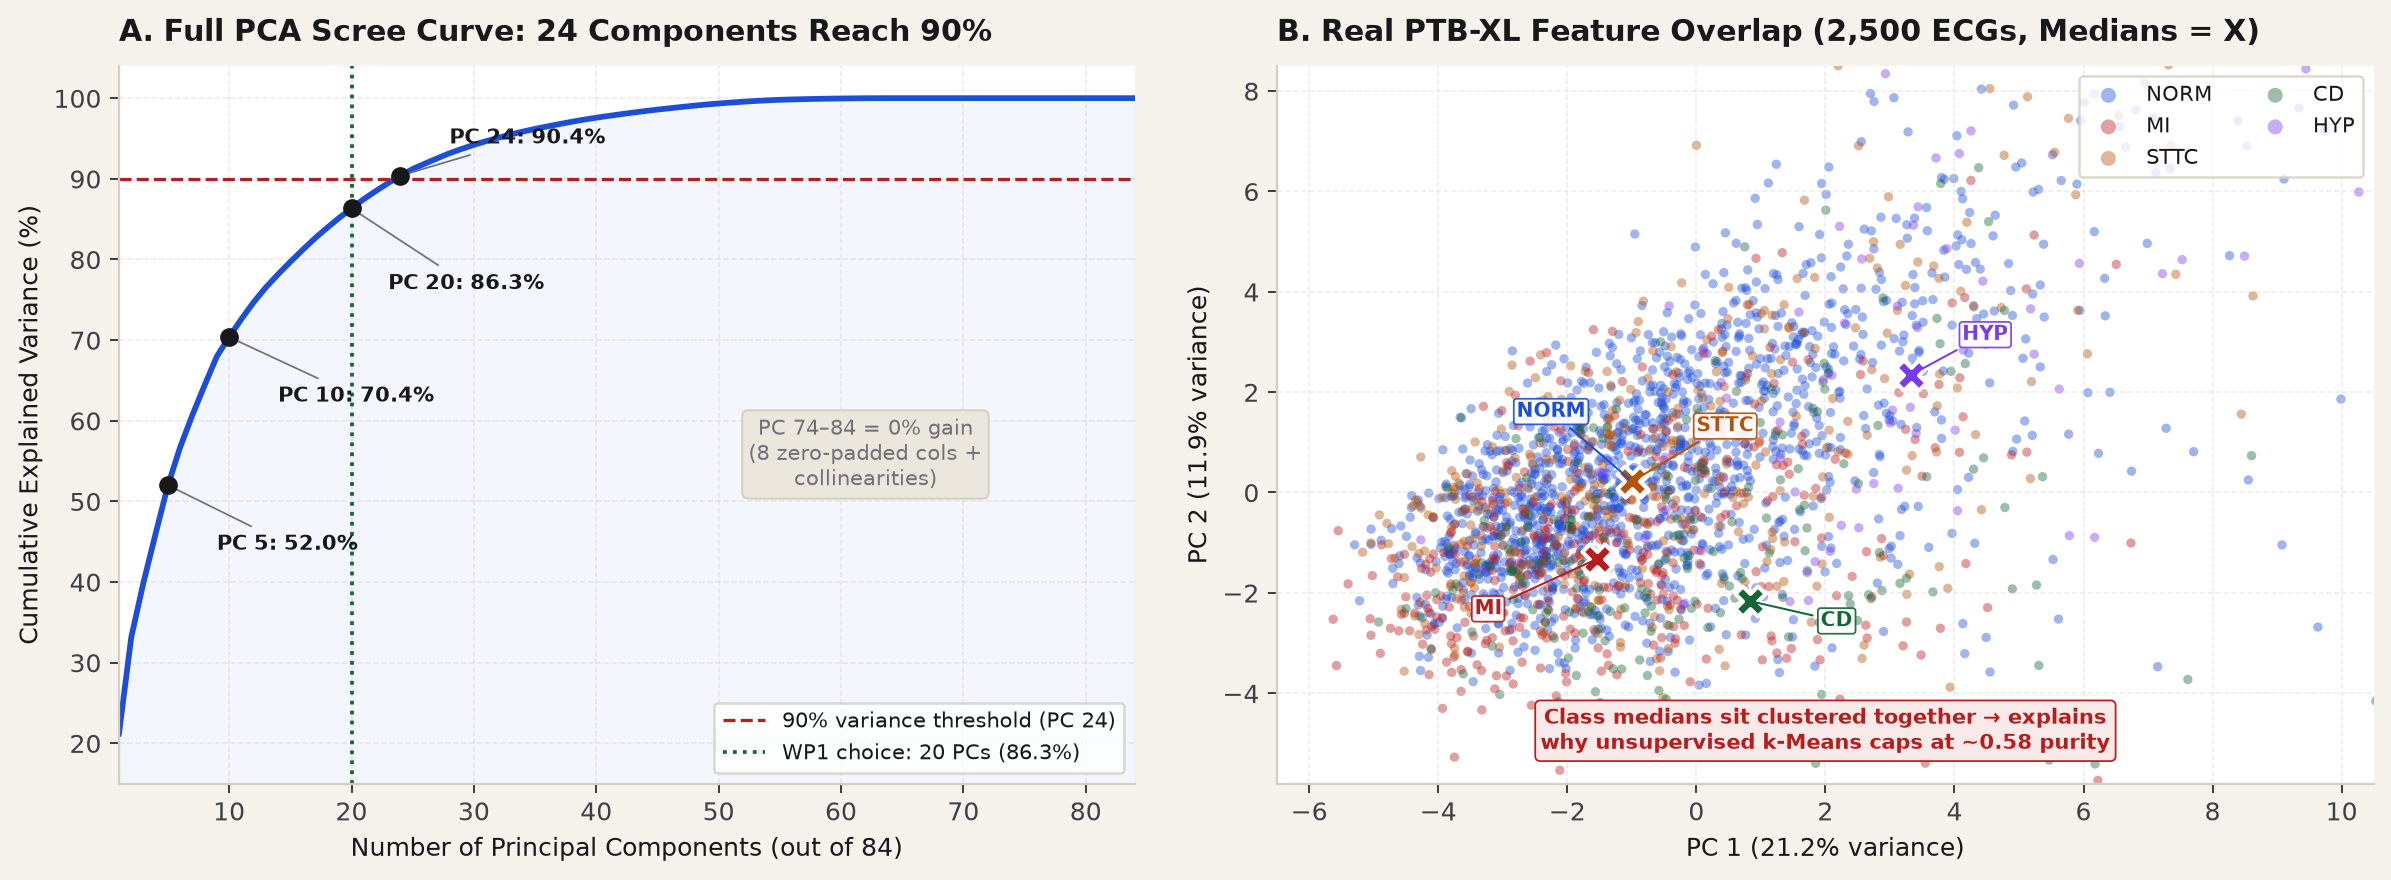 A. Full PCA Scree Curve: 24 Components Reach 90%
Cumulative Explained Variance (%)
100
90
80
70
60
50
40
30
20
PC 24: 90.4%
PC 20: 86.3%
PC 10: 70.4%
PC 5: 52.0%
PC 74–84 = 0% gain
(8 zero-padded cols +
collinearities)
90% variance threshold (PC 24)
WP1 choice: 20 PCs (86.3%)
10
20
30
40
50
60
70
80
Number of Principal Components (out of 84)
B. Real PTB-XL Feature Overlap (2,500 ECGs, Medians = X)
PC 2 (11.9% variance)
8
6
4
2
0
−2
−4
NORM
MI
STTC
CD
HYP
HYP
NORM
STTC
MI
CD
Class medians sit clustered together → explains
why unsupervised k-Means caps at ~0.58 purity
−6
−4
−2
0
2
4
6
8
10
PC 1 (21.2% variance)